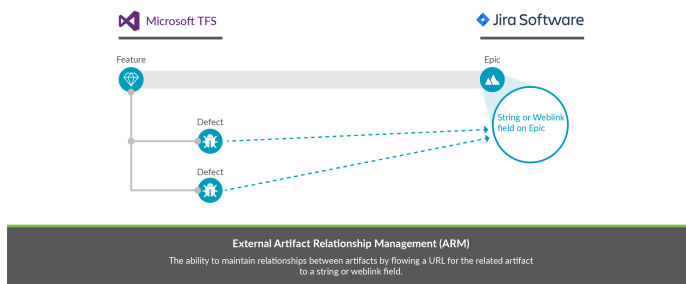 Microsoft TFS
Jira Software
Feature
Epic
Defect
String or Weblink
field on Epic
Defect
External Artifact Relationship Management (ARM)
The ability to maintain relationships between artifacts by flowing a URL for the related artifact
to a string or weblink field.